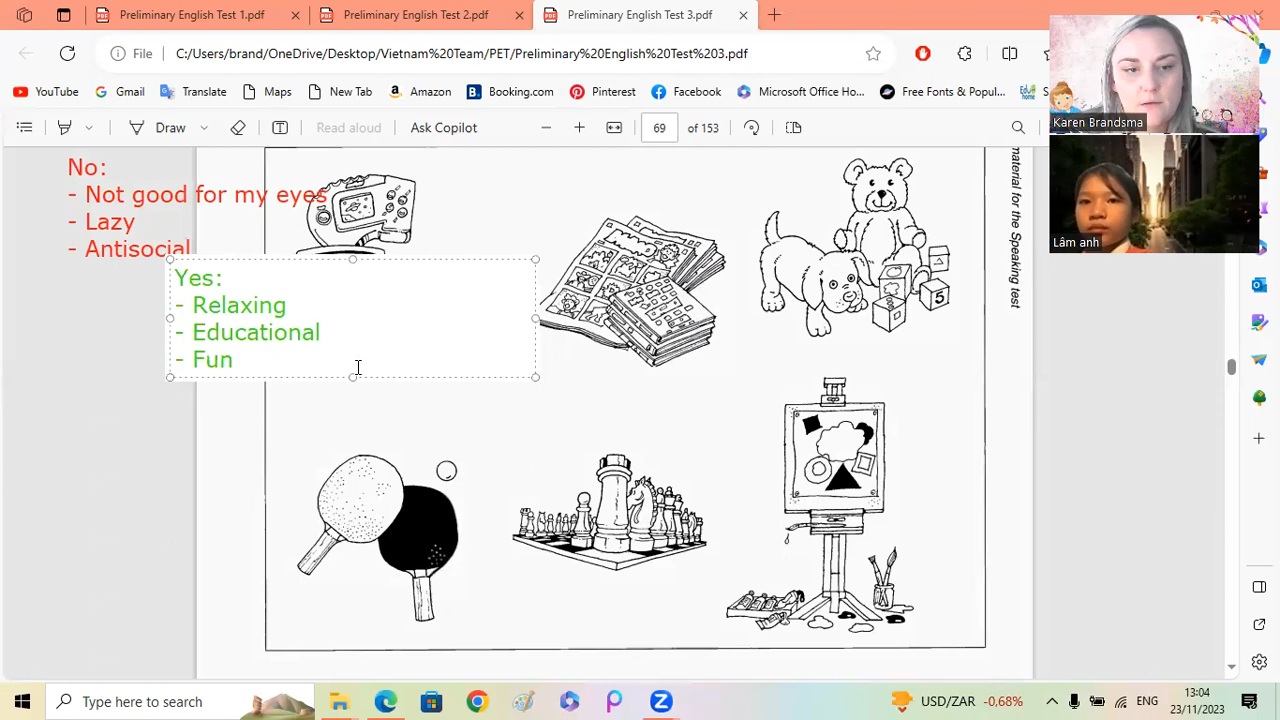 Preliminary English Test 1.pdf
Preliminary English Test 2.pdf
Preliminary English Test 3.pdf
File
C:/Users/brand/OneDrive/Desktop/Vietnam%20Team/PET/Preliminary%20English%20Test%203.pdf
YouTube
Gmail
Translate
Maps
New Tab
Amazon
Booking.com
Pinterest
Facebook
Microsoft Office Ho...
Free Fonts & Popul...
Draw
Read aloud
Ask Copilot
69 of 153
Karen Brandsma
Lâm anh
No:
- Not good for my eyes
- Lazy
- Antisocial
Yes:
- Relaxing
- Educational
- Fun
material for the Speaking test
5
Type here to search
USD/ZAR -0,68%
ENG
13:04
23/11/2023